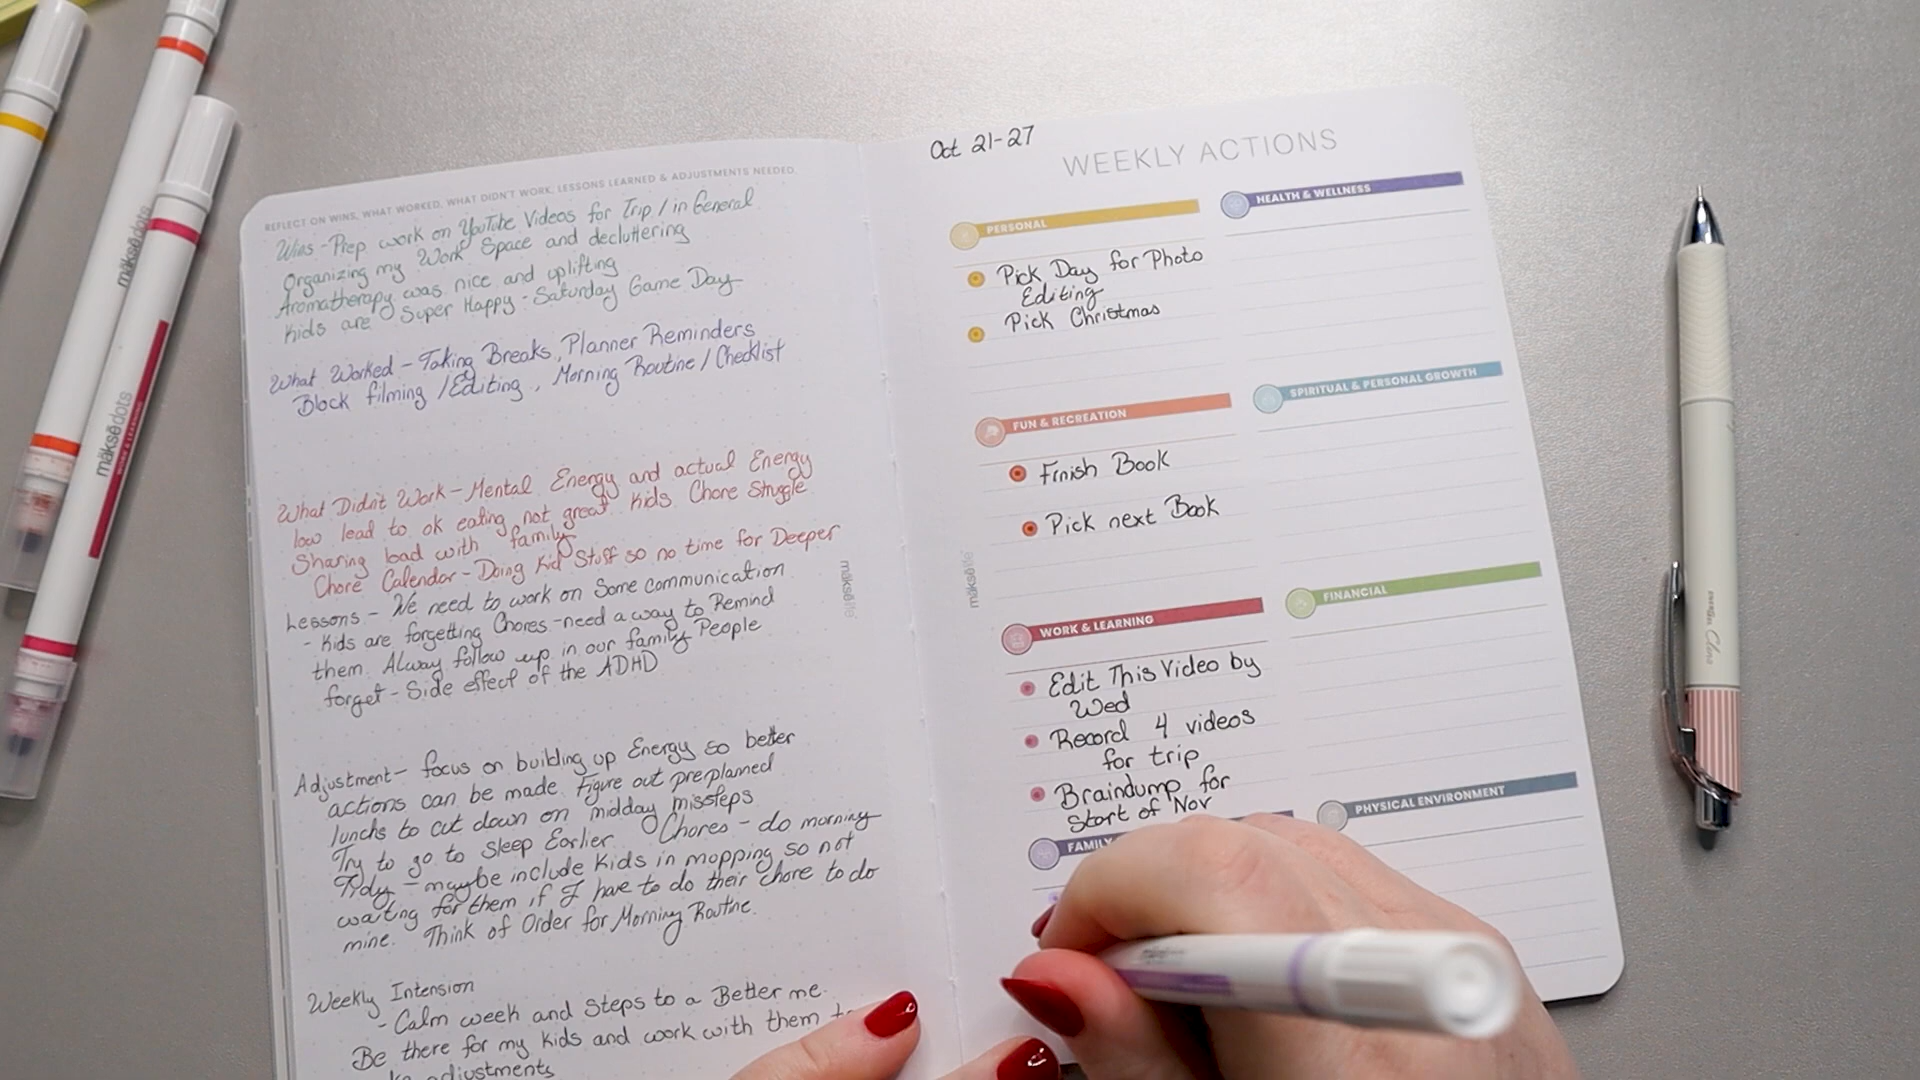 REFLECT ON WINS, WHAT WORKED, WHAT DIDN'T WORK, LESSONS LEARNED & ADJUSTMENTS NEEDED.
Wins - Prep work on YouTube Videos for Trip / in General
Organizing my Work Space and decluttering
Aromatherapy was nice and uplifting
Kids are Super Happy - Saturday Game Day
What Worked - Taking Breaks, Planner Reminders
Block filming / Editing, Morning Routine / Checklist
What Didn't Work - Mental Energy and actual Energy
low lead to ok eating not great. Kids Chore Struggle
Sharing load with family
Chore Calendar - Doing Kid Stuff so no time for Deeper
Lessons - We need to work on some communication
- Kids are forgetting Chores - need a way to Remind
them. Alway follow up in our family People
forget - Side effect of the ADHD
Adjustment - focus on building up Energy so better
actions can be made. Figure out preplanned
lunchs to cut down on midday missteps
Try to go to sleep Earlier. Chores - do morning
Tidy - maybe include Kids in mopping so not
waiting for them if I have to do their chore to do
mine. Think of Order for Morning Routine.
Weekly Intension
- Calm week and Steps to a Better me.
Be there for my kids and work with them
adjustments
mäksēlife
Oct 21-27
WEEKLY ACTIONS
PERSONAL
Pick Day for Photo
Editing
Pick Christmas
FUN & RECREATION
Finish Book
Pick next Book
WORK & LEARNING
Edit This Video by
Wed
Record 4 videos
for trip
Braindump for
Start of Nov
FAMILY
HEALTH & WELLNESS
SPIRITUAL & PERSONAL GROWTH
FINANCIAL
PHYSICAL ENVIRONMENT
mäksēlife
mäksēdots
mäksēdots
WORK & LEARNING